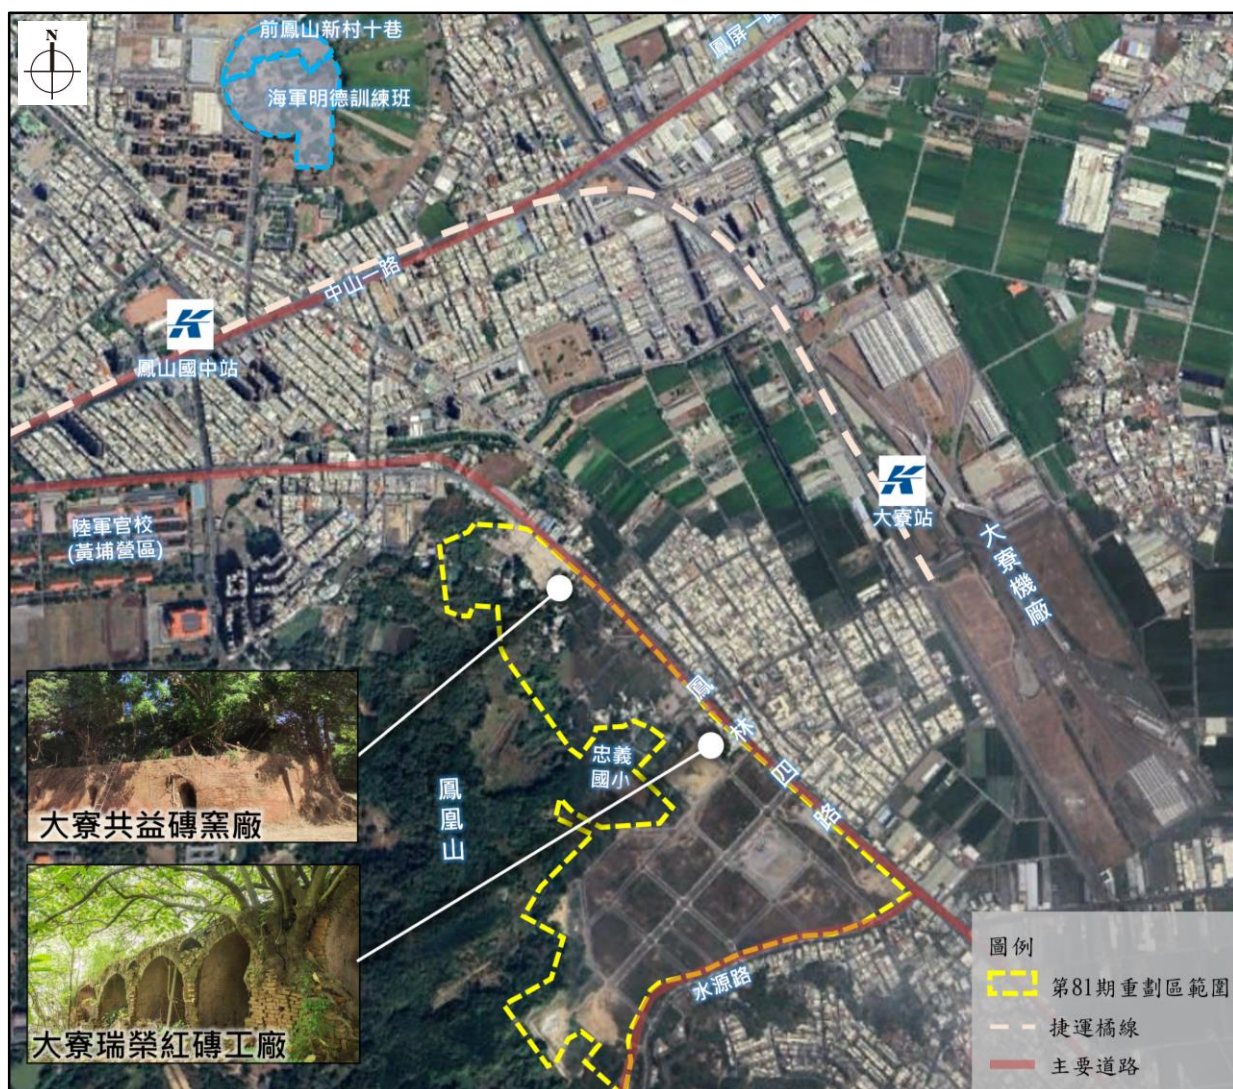 N
前鳳山新村十巷
海軍明德訓練班
鳳屏一路
中山一路
鳳山國中站
陸軍官校
(黃埔營區)
大寮站
大寮機廠
鳳林四路
忠義
國小
鳳凰山
大寮共益磚窯廠
大寮瑞榮紅磚工廠
水源路
圖例
第81期重劃區範圍
捷運橘線
主要道路